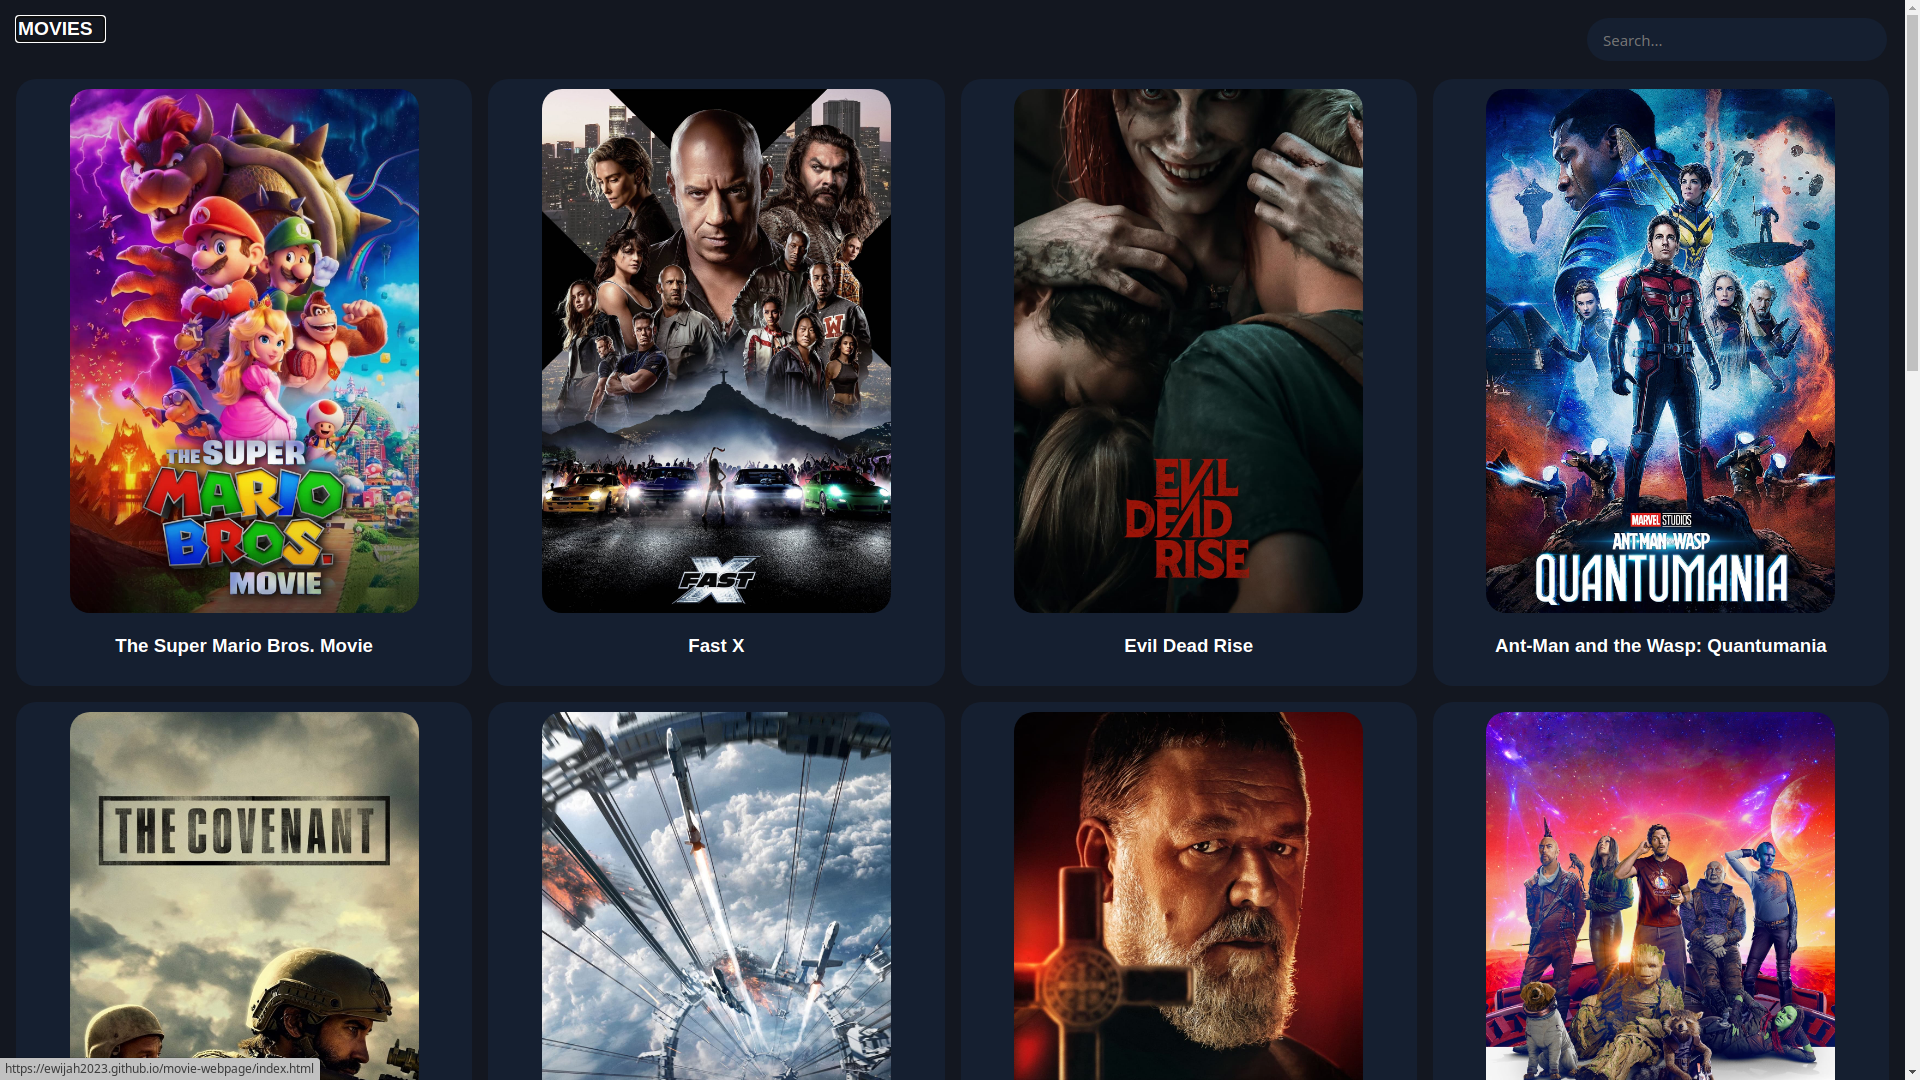 MOVIES
Search...
THE SUPER
MARIO
BROS.
MOVIE
FAST X
EVIL
DEAD
RISE
MARVEL STUDIOS
ANT-MAN AND THE WASP
QUANTUMANIA
W
The Super Mario Bros. Movie
Fast X
Evil Dead Rise
Ant-Man and the Wasp: Quantumania
THE COVENANT
https://ewijah2023.github.io/movie-webpage/index.html